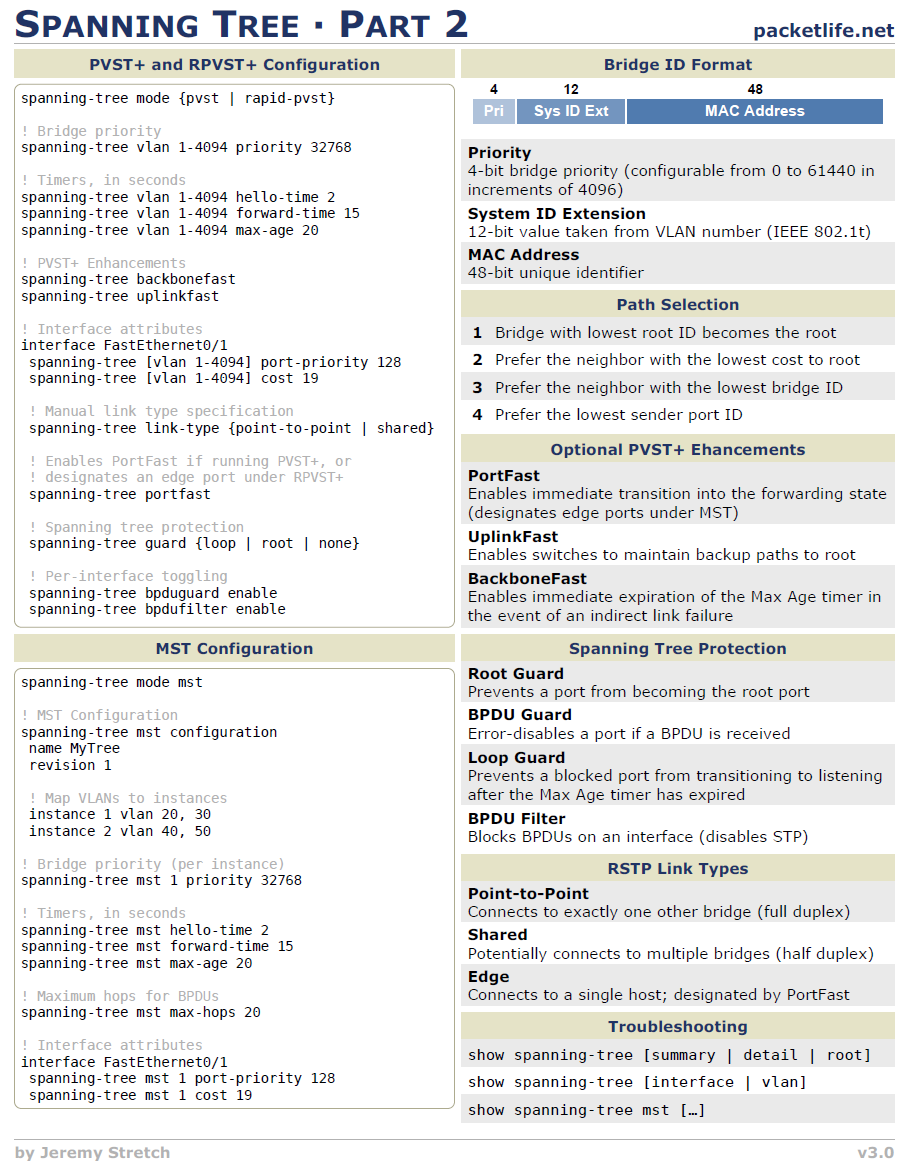 SPANNING TREE · PART 2
packetlife.net
PVST+ and RPVST+ Configuration
spanning-tree mode {pvst | rapid-pvst}
! Bridge priority
spanning-tree vlan 1-4094 priority 32768
! Timers, in seconds
spanning-tree vlan 1-4094 hello-time 2
spanning-tree vlan 1-4094 forward-time 15
spanning-tree vlan 1-4094 max-age 20
! PVST+ Enhancements
spanning-tree backbonefast
spanning-tree uplinkfast
! Interface attributes
interface FastEthernet0/1
spanning-tree [vlan 1-4094] port-priority 128
spanning-tree [vlan 1-4094] cost 19
! Manual link type specification
spanning-tree link-type {point-to-point | shared}
! Enables PortFast if running PVST+, or
! designates an edge port under RPVST+
spanning-tree portfast
! Spanning tree protection
spanning-tree guard {loop | root | none}
! Per-interface toggling
spanning-tree bpduguard enable
spanning-tree bpdufilter enable
MST Configuration
spanning-tree mode mst
! MST Configuration
spanning-tree mst configuration
name MyTree
revision 1
! Map VLANs to instances
instance 1 vlan 20, 30
instance 2 vlan 40, 50
! Bridge priority (per instance)
spanning-tree mst 1 priority 32768
! Timers, in seconds
spanning-tree mst hello-time 2
spanning-tree mst forward-time 15
spanning-tree mst max-age 20
! Maximum hops for BPDUs
spanning-tree mst max-hops 20
! Interface attributes
interface FastEthernet0/1
spanning-tree mst 1 port-priority 128
spanning-tree mst 1 cost 19
Bridge ID Format
4 12 48
Pri Sys ID Ext MAC Address
Priority
4-bit bridge priority (configurable from 0 to 61440 in
increments of 4096)
System ID Extension
12-bit value taken from VLAN number (IEEE 802.1t)
MAC Address
48-bit unique identifier
Path Selection
1 Bridge with lowest root ID becomes the root
2 Prefer the neighbor with the lowest cost to root
3 Prefer the neighbor with the lowest bridge ID
4 Prefer the lowest sender port ID
Optional PVST+ Ehancements
PortFast
Enables immediate transition into the forwarding state
(designates edge ports under MST)
UplinkFast
Enables switches to maintain backup paths to root
BackboneFast
Enables immediate expiration of the Max Age timer in
the event of an indirect link failure
Spanning Tree Protection
Root Guard
Prevents a port from becoming the root port
BPDU Guard
Error-disables a port if a BPDU is received
Loop Guard
Prevents a blocked port from transitioning to listening
after the Max Age timer has expired
BPDU Filter
Blocks BPDUs on an interface (disables STP)
RSTP Link Types
Point-to-Point
Connects to exactly one other bridge (full duplex)
Shared
Potentially connects to multiple bridges (half duplex)
Edge
Connects to a single host; designated by PortFast
Troubleshooting
show spanning-tree [summary | detail | root]
show spanning-tree [interface | vlan]
show spanning-tree mst […]
by Jeremy Stretch
v3.0